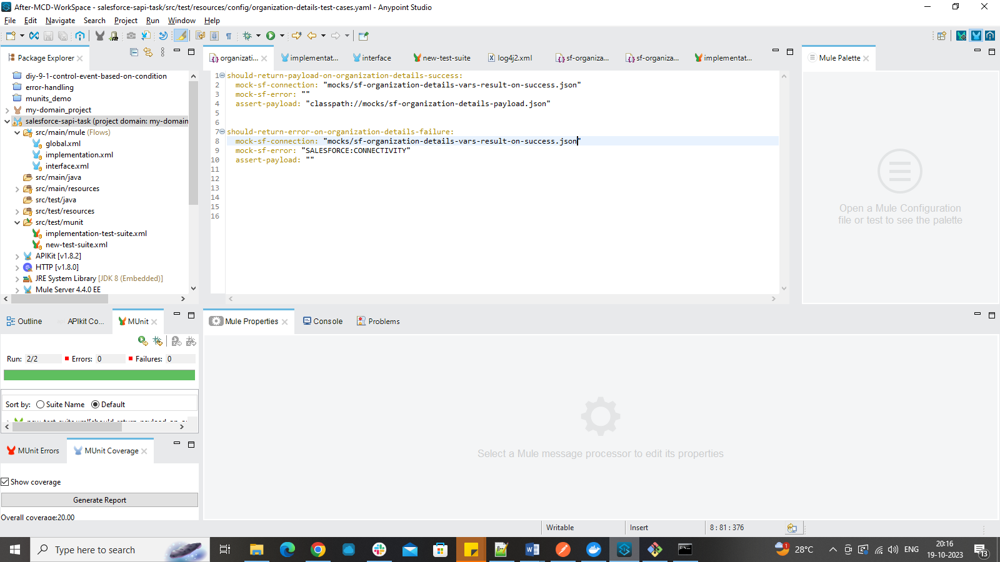 After-MCD-WorkSpace - salesforce-sapi-task/src/test/resources/config/organization-details-test-cases.yaml - Anypoint Studio
File Edit Navigate Search Project Run Window Help
Package Explorer
diy-9-1-control-event-based-on-condition
error-handling
munits_demo
my-domain_project
salesforce-sapi-task (project domain: my-domain
src/main/mule (Flows)
global.xml
implementation.xml
interface.xml
src/main/java
src/main/resources
src/test/java
src/test/resources
src/test/munit
implementation-test-suite.xml
new-test-suite.xml
APIKit [v1.8.2]
HTTP [v1.8.0]
JRE System Library [JDK 8 (Embedded)]
Mule Server 4.4.0 EE
organizati... implementat... interface new-test-suite log4j2.xml sf-organiza... sf-organiza... implementat...
1 should-return-payload-on-organization-details-success:
2 mock-sf-connection: "mocks/sf-organization-details-vars-result-on-success.json"
3 mock-sf-error: ""
4 assert-payload: "classpath://mocks/sf-organization-details-payload.json"
5
6
7 should-return-error-on-organization-details-failure:
8 mock-sf-connection: "mocks/sf-organization-details-vars-result-on-success.json"
9 mock-sf-error: "SALESFORCE:CONNECTIVITY"
10 assert-payload: ""
11
12
13
14
15
16
Mule Palette
Open a Mule Configuration
file or test to see the palette
Outline APIkit Co... MUnit
Run: 2/2 Errors: 0 Failures: 0
Sort by: Suite Name Default
MUnit Errors MUnit Coverage
Show coverage
Generate Report
Overall coverage:20.00
Mule Properties Console Problems
Select a Mule message processor to edit its properties
Writable Insert 8 : 81 : 376
Type here to search
1
28°C
ENG
20:16
19-10-2023
13